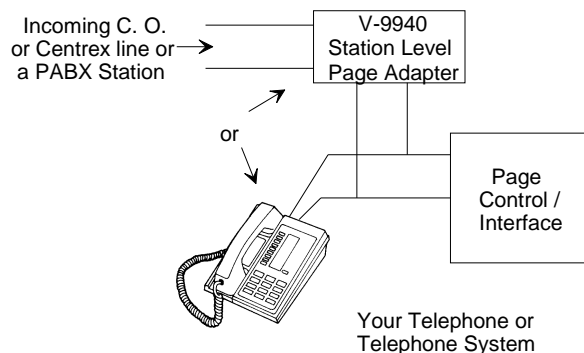 Incoming C. O.
or Centrex line or
a PABX Station
V-9940
Station Level
Page Adapter
or
Page
Control /
Interface
Your Telephone or
Telephone System